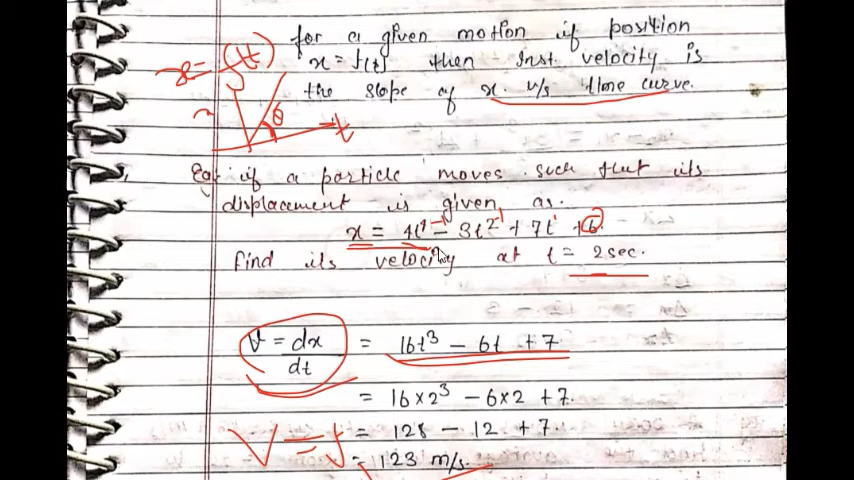 for a given motion if position
x = f(t) then inst. velocity is
the slope of x v/s time curve.
x = f(t)
θ
t
Eg: if a particle moves such that its
displacement is given as.
x = 4t⁴ - 3t² + 7t + 6
find its velocity at t = 2 sec.
V = dx/dt = 16t³ - 6t + 7
= 16×2³ - 6×2 + 7.
= 128 - 12 + 7.
= 123 m/s.